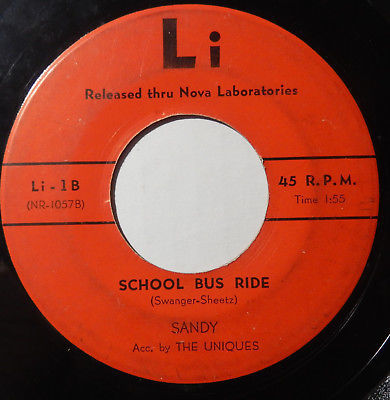 Li
Released thru Nova Laboratories
Li - 1B
(NR-1057B)
45 R.P.M.
Time 1:55
SCHOOL BUS RIDE
(Swanger-Sheetz)
SANDY
Acc. by THE UNIQUES